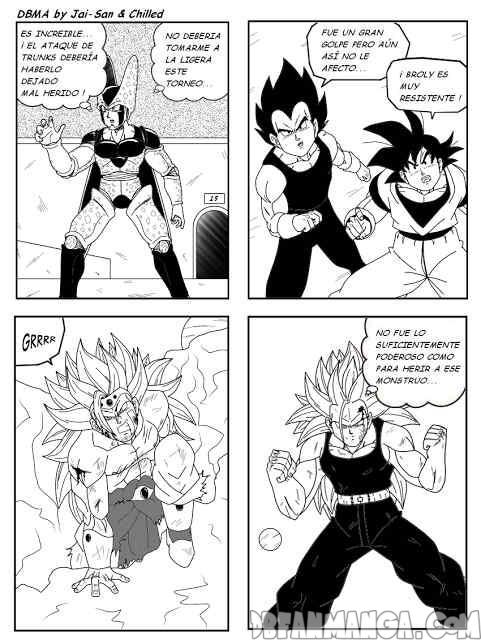 DBMA by Jai-San & Chilled
ES INCREIBLE...
¡ EL ATAQUE DE
TRUNKS DEBERÍA
HABERLO
DEJADO
MAL HERIDO !
NO DEBERIA
TOMARME A
LA LIGERA
ESTE
TORNEO...
15
FUE UN GRAN
GOLPE PERO AÚN
ASÍ NO LE
AFECTO...
¡ BROLY ES
MUY
RESISTENTE !
GRRRR
NO FUE LO
SUFICIENTEMENTE
PODEROSO COMO
PARA HERIR A ESE
MONSTRUO...
DBFANMANGA.COM